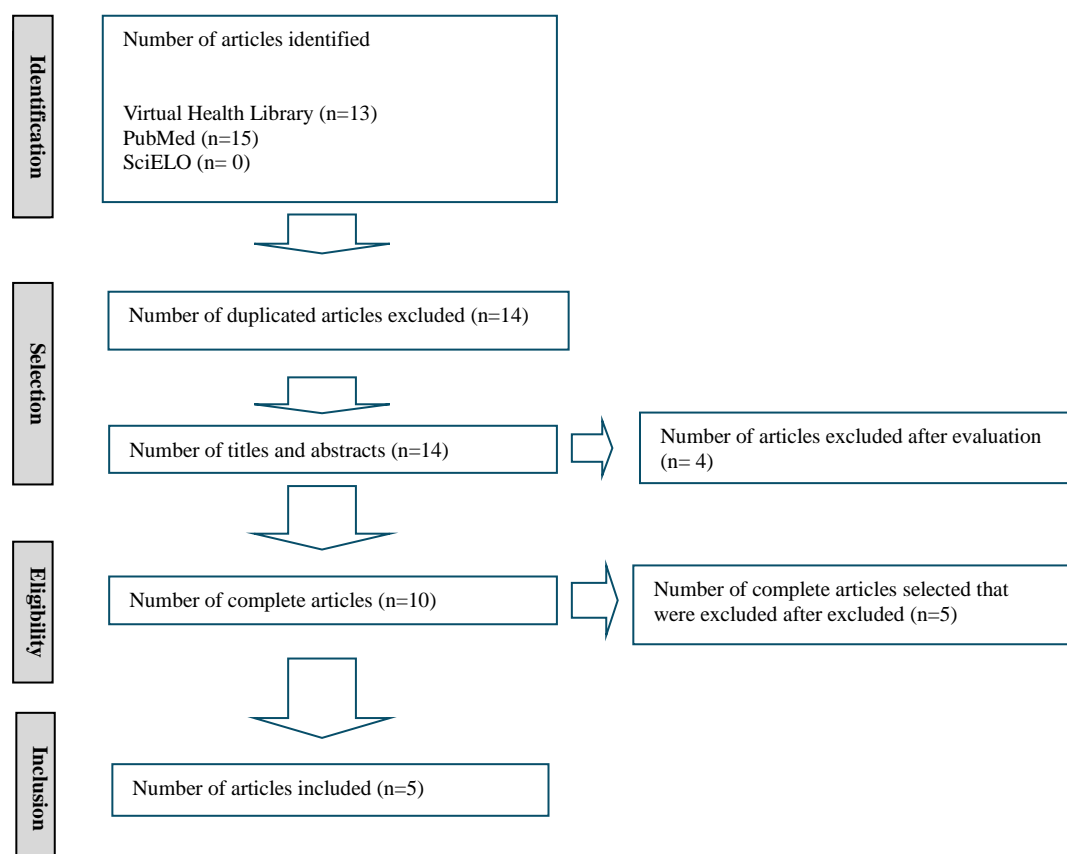 Identification
Number of articles identified
Virtual Health Library (n=13)
PubMed (n=15)
SciELO (n= 0)
Selection
Number of duplicated articles excluded (n=14)
Number of titles and abstracts (n=14)
Number of articles excluded after evaluation
(n= 4)
Eligibility
Number of complete articles (n=10)
Number of complete articles selected that
were excluded after excluded (n=5)
Inclusion
Number of articles included (n=5)